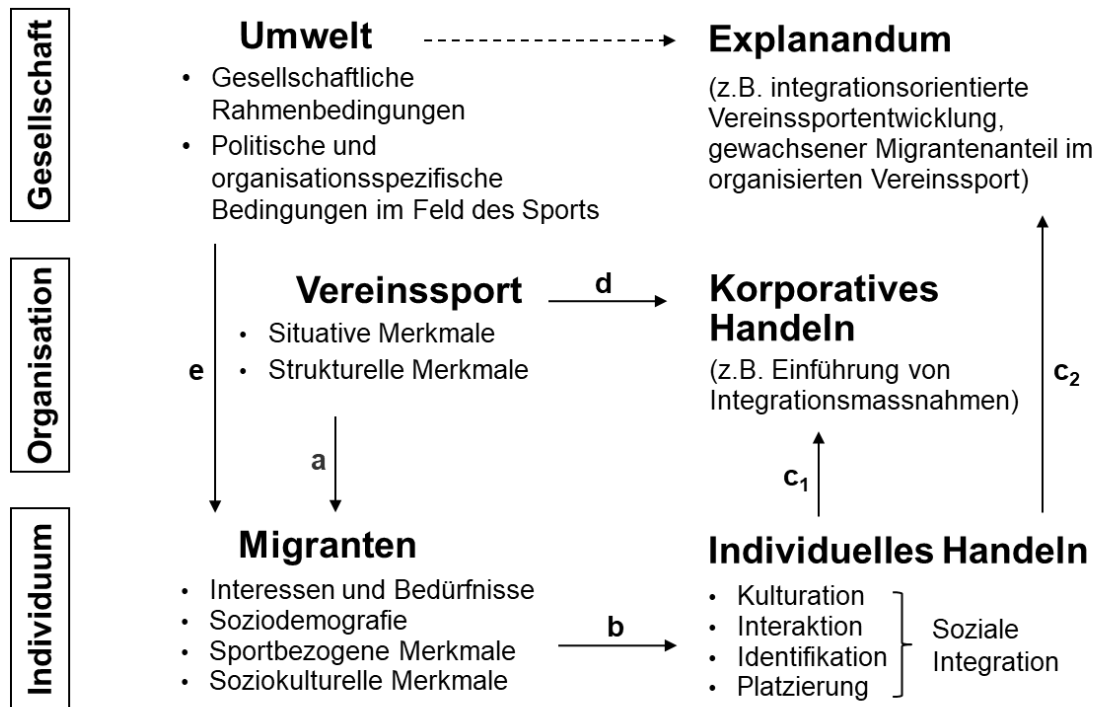 Gesellschaft
Umwelt
• Gesellschaftliche
Rahmenbedingungen
• Politische und
organisationsspezifische
Bedingungen im Feld des Sports
Explanandum
(z.B. integrationsorientierte
Vereinssportentwicklung,
gewachsener Migrantenanteil im
organisierten Vereinssport)
Organisation
e
Vereinssport
• Situative Merkmale
• Strukturelle Merkmale
d
Korporatives
Handeln
(z.B. Einführung von
Integrationsmassnahmen)
a
c₁
c₂
Individuum
Migranten
• Interessen und Bedürfnisse
• Soziodemografie
• Sportbezogene Merkmale
• Soziokulturelle Merkmale
b
Individuelles Handeln
• Kulturation
• Interaktion
• Identifikation
• Platzierung
Soziale
Integration